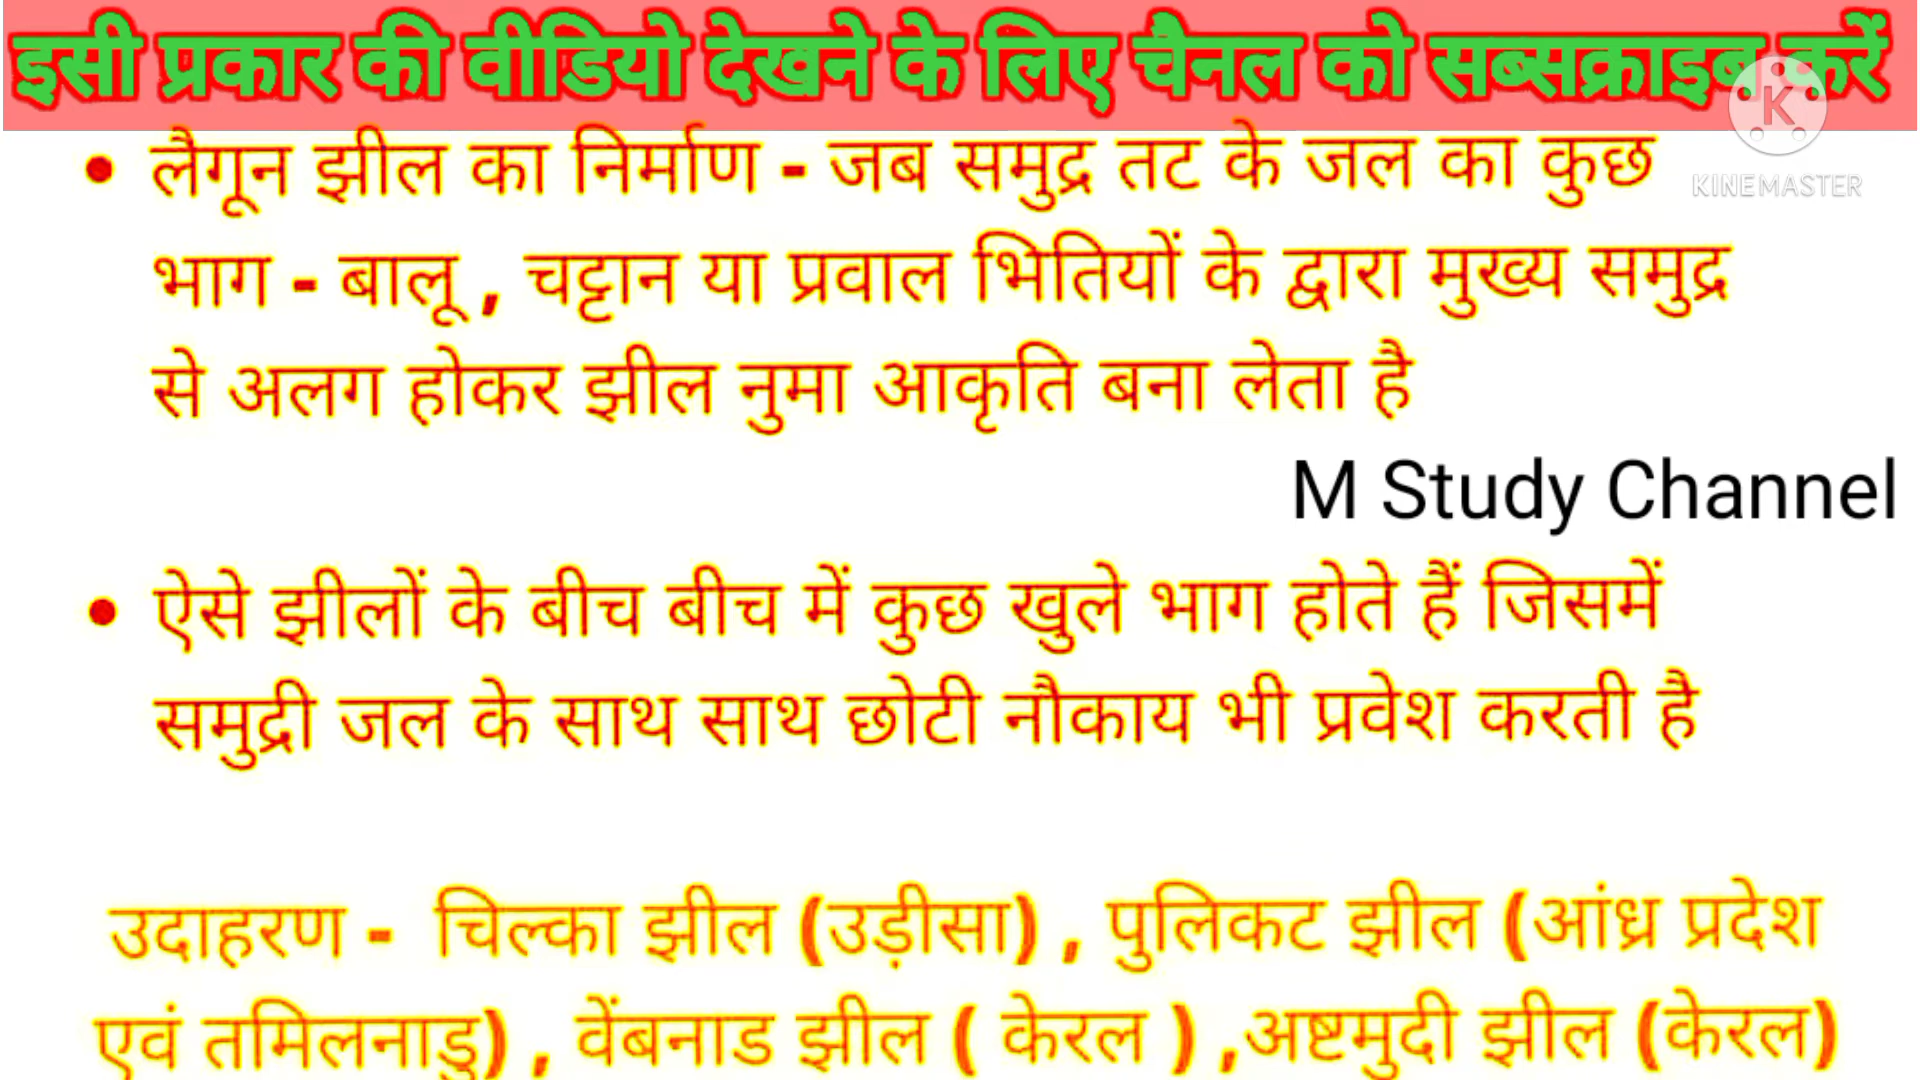 इसी प्रकार की वीडियो देखने के लिए चैनल को सब्सक्राइब करें
K
KINEMASTER
• लैगून झील का निर्माण - जब समुद्र तट के जल का कुछ
भाग - बालू , चट्टान या प्रवाल भितियों के द्वारा मुख्य समुद्र
से अलग होकर झील नुमा आकृति बना लेता है
M Study Channel
• ऐसे झीलों के बीच बीच में कुछ खुले भाग होते हैं जिसमें
समुद्री जल के साथ साथ छोटी नौकाय भी प्रवेश करती है
उदाहरण - चिल्का झील (उड़ीसा) , पुलिकट झील (आंध्र प्रदेश
एवं तमिलनाडु) , वेंबनाड झील ( केरल ) ,अष्टमुदी झील (केरल)